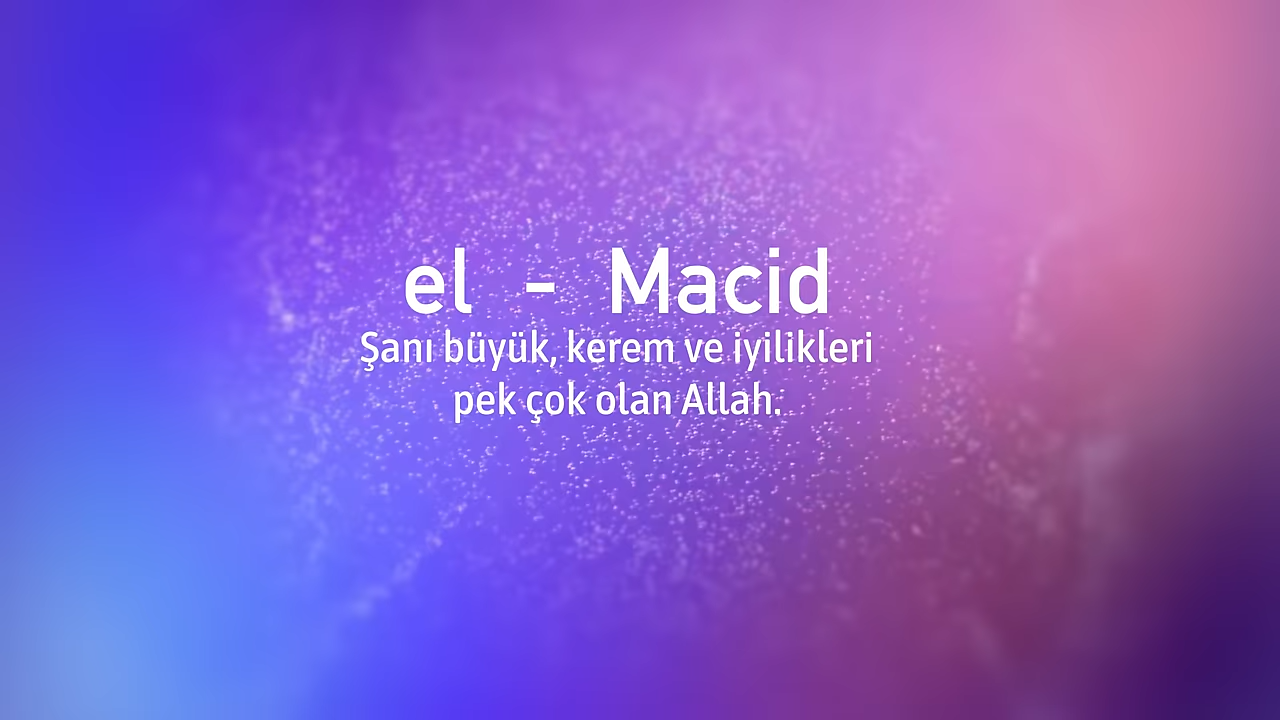 el - Macid
Şanı büyük, kerem ve iyilikleri
pek çok olan Allah.